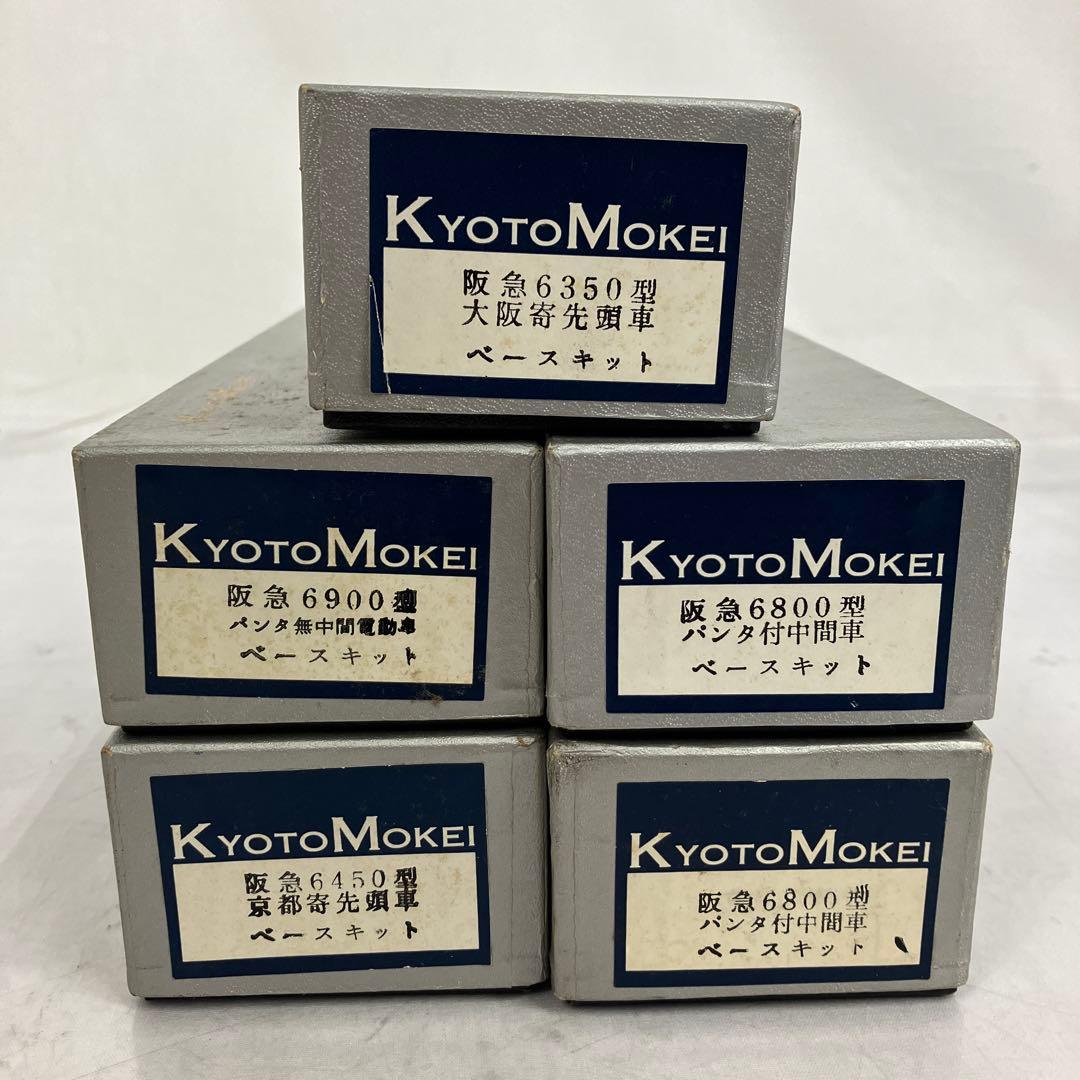 KYOTOMOKEI
阪急6350型
大阪寄先頭車
ベースキット
KYOTOMOKEI
阪急6900型
パンタ無中間電動車
ベースキット
KYOTOMOKEI
阪急6800型
パンタ付中間車
ベースキット
KYOTOMOKEI
阪急6450型
京都寄先頭車
ベースキット
KYOTOMOKEI
阪急6800型
パンタ付中間車
ベースキット